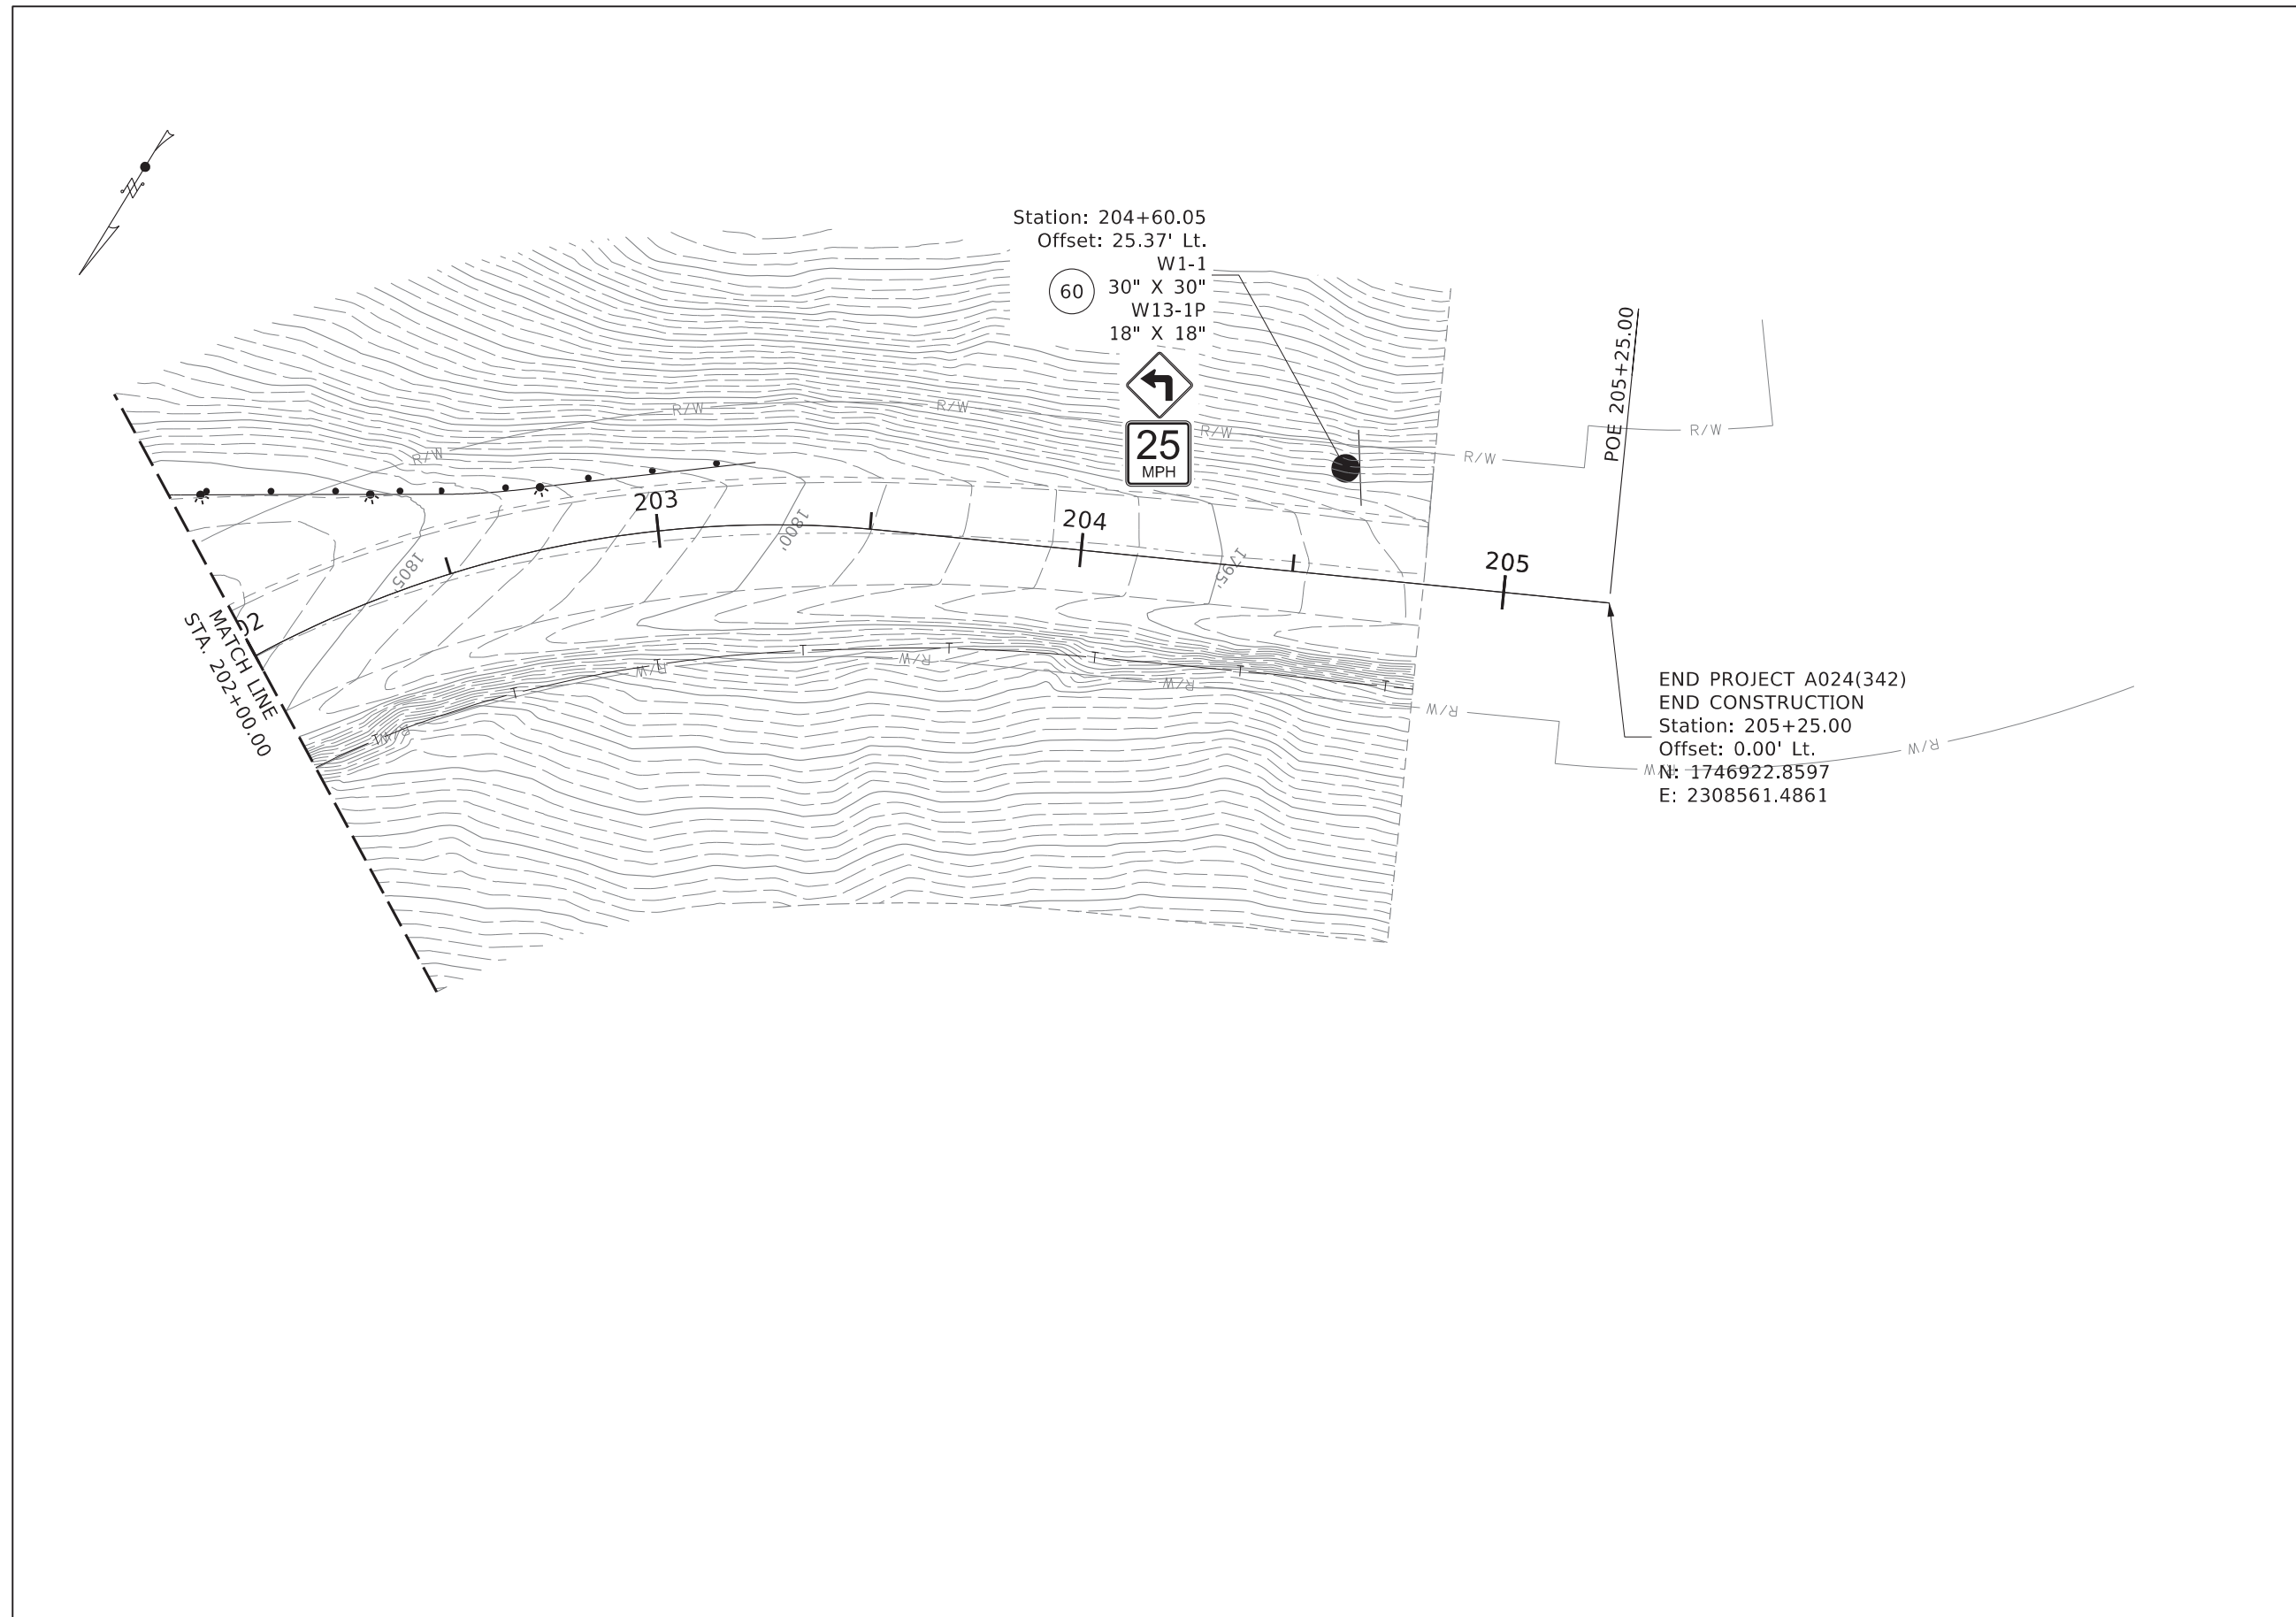 Station: 204+60.05
Offset: 25.37' Lt.
W1-1
60
30" X 30"
W13-1P
18" X 18"
25
MPH
POE 205+25.00
R/W
R/W
R/W
R/W
R/W
R/W
203
204
205
1805'
1800'
1795'
02
MATCH LINE
STA. 202+00.00
T
T
T
T
T
T
T
T
R/W
R/W
R/W
R/W
R/W
R/W
R/W
END PROJECT A024(342)
END CONSTRUCTION
Station: 205+25.00
Offset: 0.00' Lt.
N: 1746922.8597
E: 2308561.4861
N